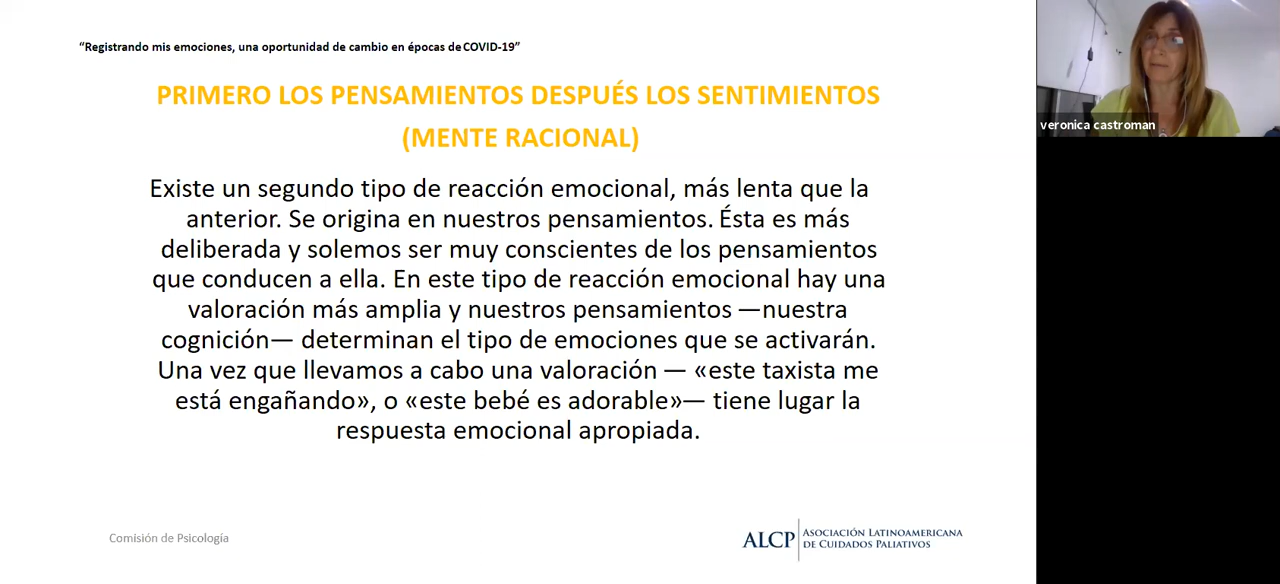 “Registrando mis emociones, una oportunidad de cambio en épocas de COVID-19”
PRIMERO LOS PENSAMIENTOS DESPUÉS LOS SENTIMIENTOS
(MENTE RACIONAL)
Existe un segundo tipo de reacción emocional, más lenta que la
anterior. Se origina en nuestros pensamientos. Ésta es más
deliberada y solemos ser muy conscientes de los pensamientos
que conducen a ella. En este tipo de reacción emocional hay una
valoración más amplia y nuestros pensamientos —nuestra
cognición— determinan el tipo de emociones que se activarán.
Una vez que llevamos a cabo una valoración — «este taxista me
está engañando», o «este bebé es adorable»— tiene lugar la
respuesta emocional apropiada.
Comisión de Psicología
ALCP
ASOCIACIÓN LATINOAMERICANA
DE CUIDADOS PALIATIVOS
veronica castroman